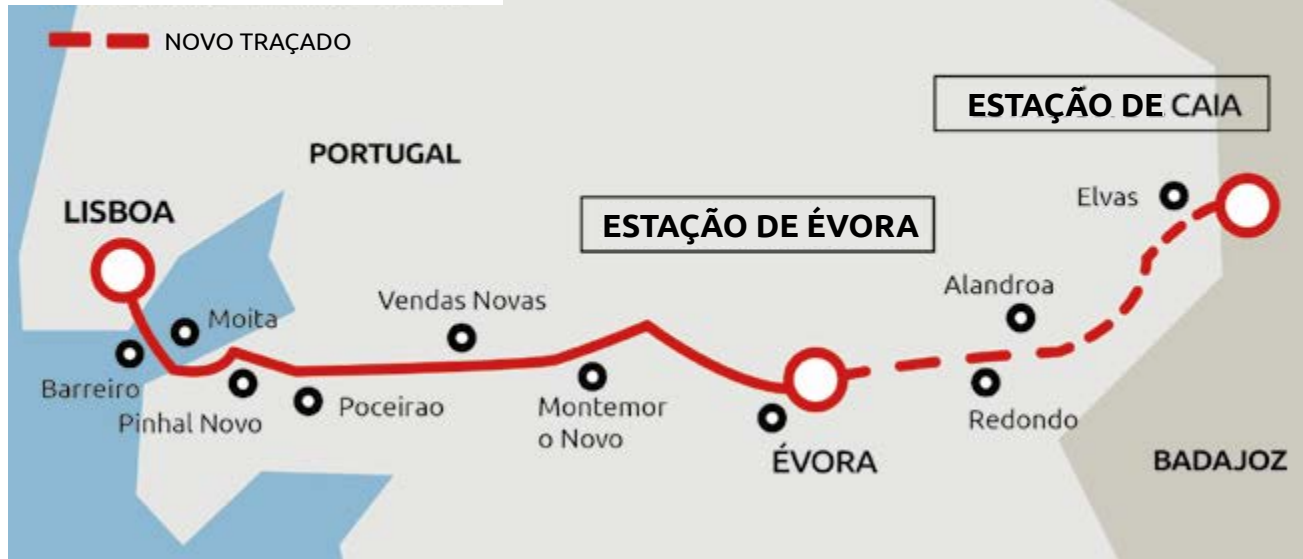 NOVO TRAÇADO
ESTAÇÃO DE CAIA
PORTUGAL
Elvas
LISBOA
ESTAÇÃO DE ÉVORA
Alandroa
Vendas Novas
Moita
Barreiro
Pinhal Novo
Poceirao
Montemor
o Novo
Redondo
ÉVORA
BADAJOZ